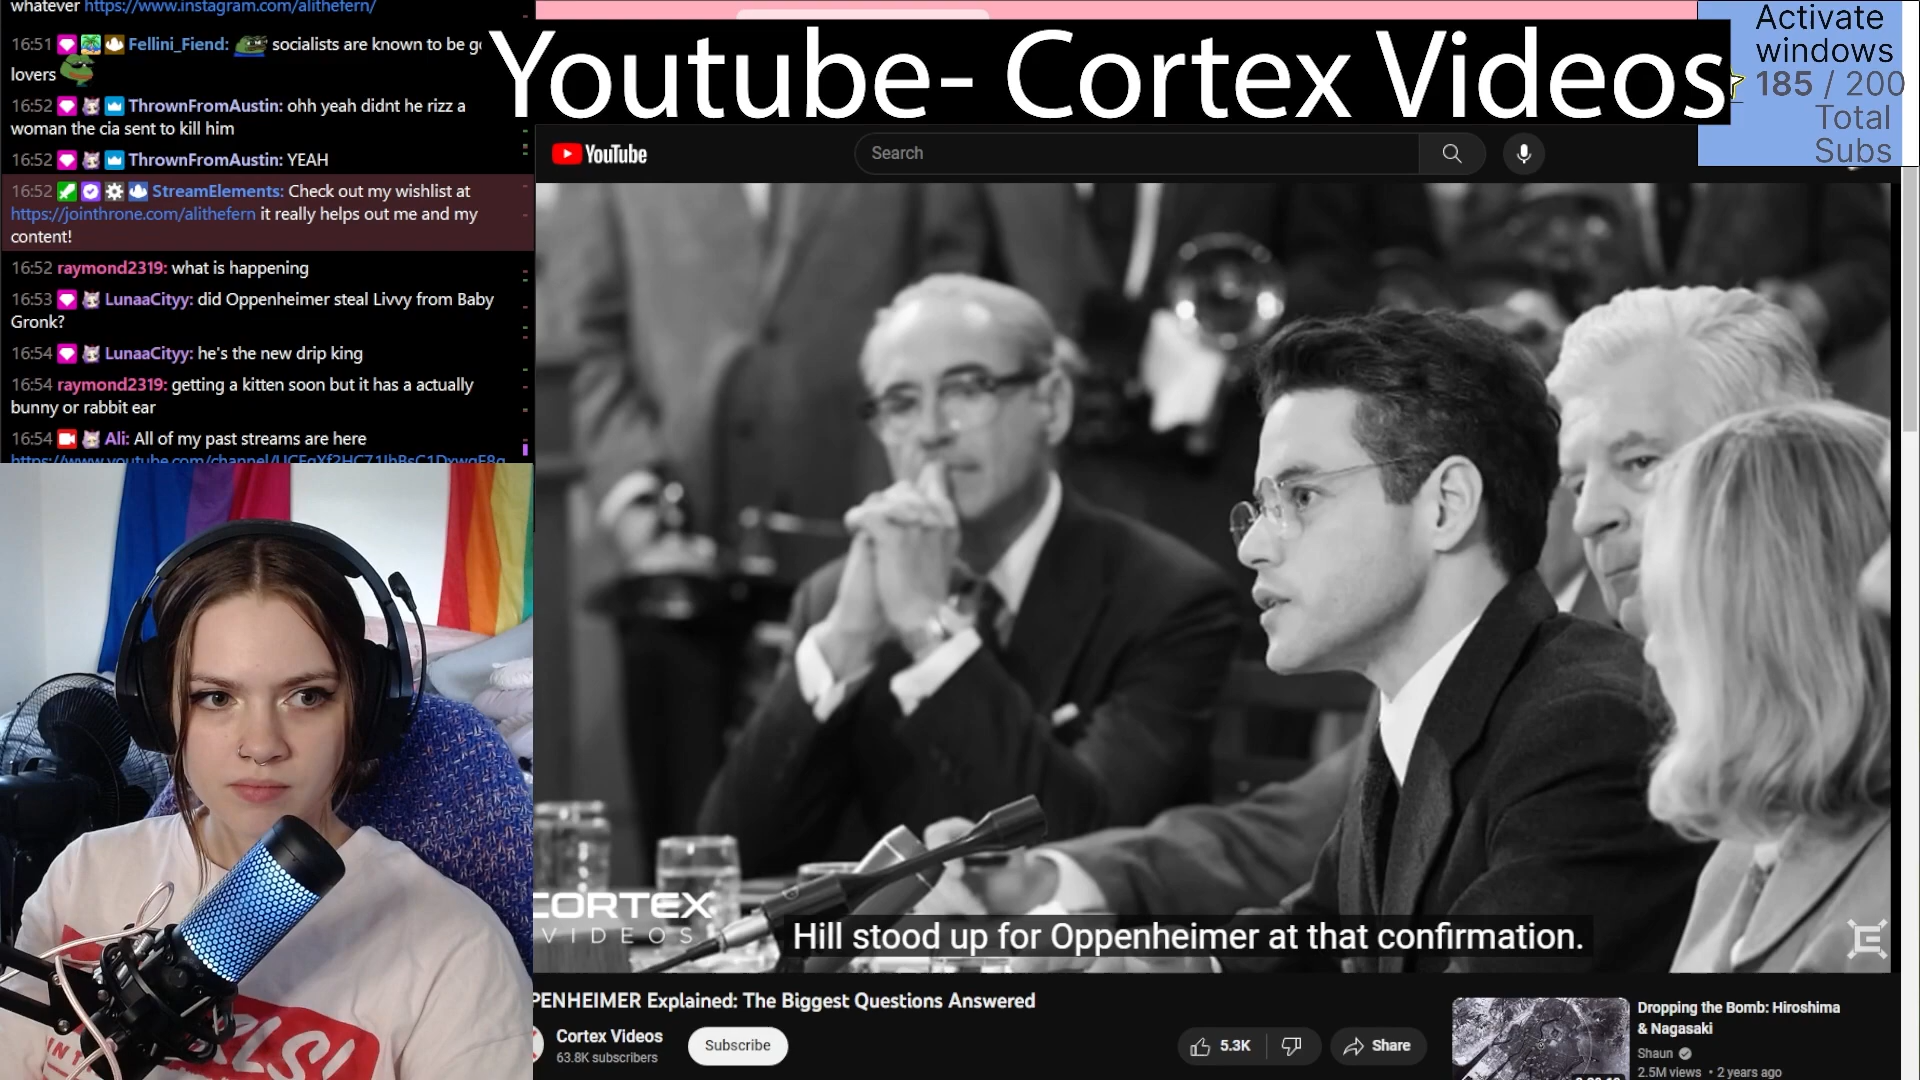 whatever https://www.instagram.com/alithefern/
16:51 Fellini_Fiend: socialists are known to be
lovers
16:52 ThrownFromAustin: ohh yeah didnt he rizz a
woman the cia sent to kill him
16:52 ThrownFromAustin: YEAH
16:52 StreamElements: Check out my wishlist at
https://jointhrone.com/alithefern it really helps out me and my
content!
16:52 raymond2319: what is happening
16:53 LunaaCityy: did Oppenheimer steal Livvy from Baby
Gronk?
16:54 LunaaCityy: he's the new drip king
16:54 raymond2319: getting a kitten soon but it has a actually
bunny or rabbit ear
16:54 Ali: All of my past streams are here
Youtube- Cortex Videos
Activate
windows
185 / 200
Total
Subs
YouTube
Search
CORTEX
VIDEOS
Hill stood up for Oppenheimer at that confirmation.
PENHEIMER Explained: The Biggest Questions Answered
Cortex Videos
63.8K subscribers
Subscribe
5.3K
Share
Dropping the Bomb: Hiroshima
& Nagasaki
Shaun
2.5M views • 2 years ago